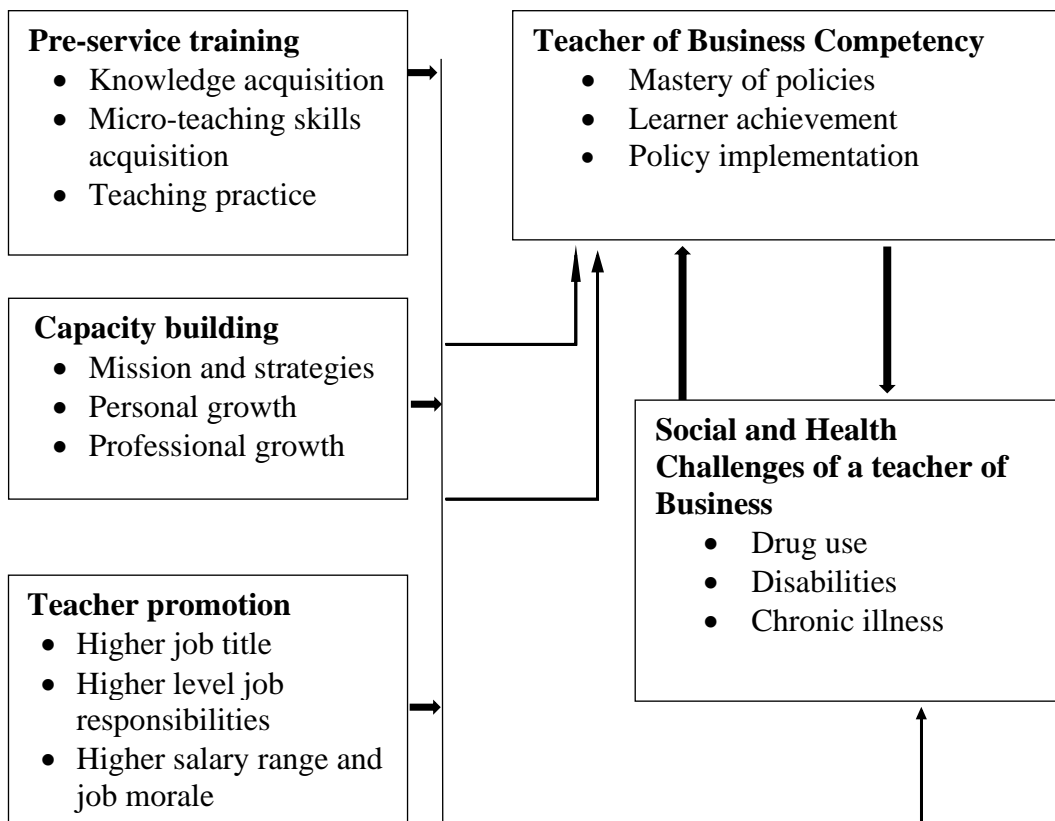 Pre-service training
• Knowledge acquisition
• Micro-teaching skills
acquisition
• Teaching practice
Capacity building
• Mission and strategies
• Personal growth
• Professional growth
Teacher promotion
• Higher job title
• Higher level job
responsibilities
• Higher salary range and
job morale
Teacher of Business Competency
• Mastery of policies
• Learner achievement
• Policy implementation
Social and Health
Challenges of a teacher of
Business
• Drug use
• Disabilities
• Chronic illness